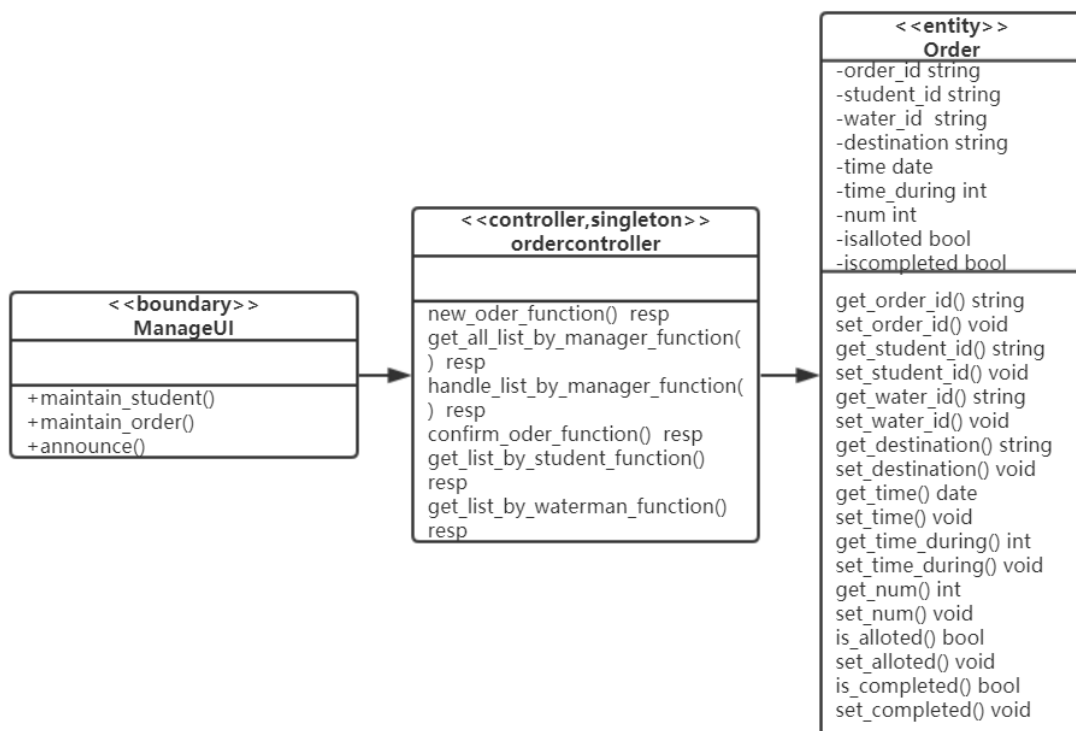 <<boundary>>
ManageUI
+maintain_student()
+maintain_order()
+announce()
<<controller,singleton>>
ordercontroller
new_oder_function()  resp
get_all_list_by_manager_function(
)  resp
handle_list_by_manager_function(
)  resp
confirm_oder_function()  resp
get_list_by_student_function()
resp
get_list_by_waterman_function()
resp
<<entity>>
Order
-order_id string
-student_id string
-water_id  string
-destination string
-time date
-time_during int
-num int
-isalloted bool
-iscompleted bool
get_order_id() string
set_order_id() void
get_student_id() string
set_student_id() void
get_water_id() string
set_water_id() void
get_destination() string
set_destination() void
get_time() date
set_time() void
get_time_during() int
set_time_during() void
get_num() int
set_num() void
is_alloted() bool
set_alloted() void
is_completed() bool
set_completed() void